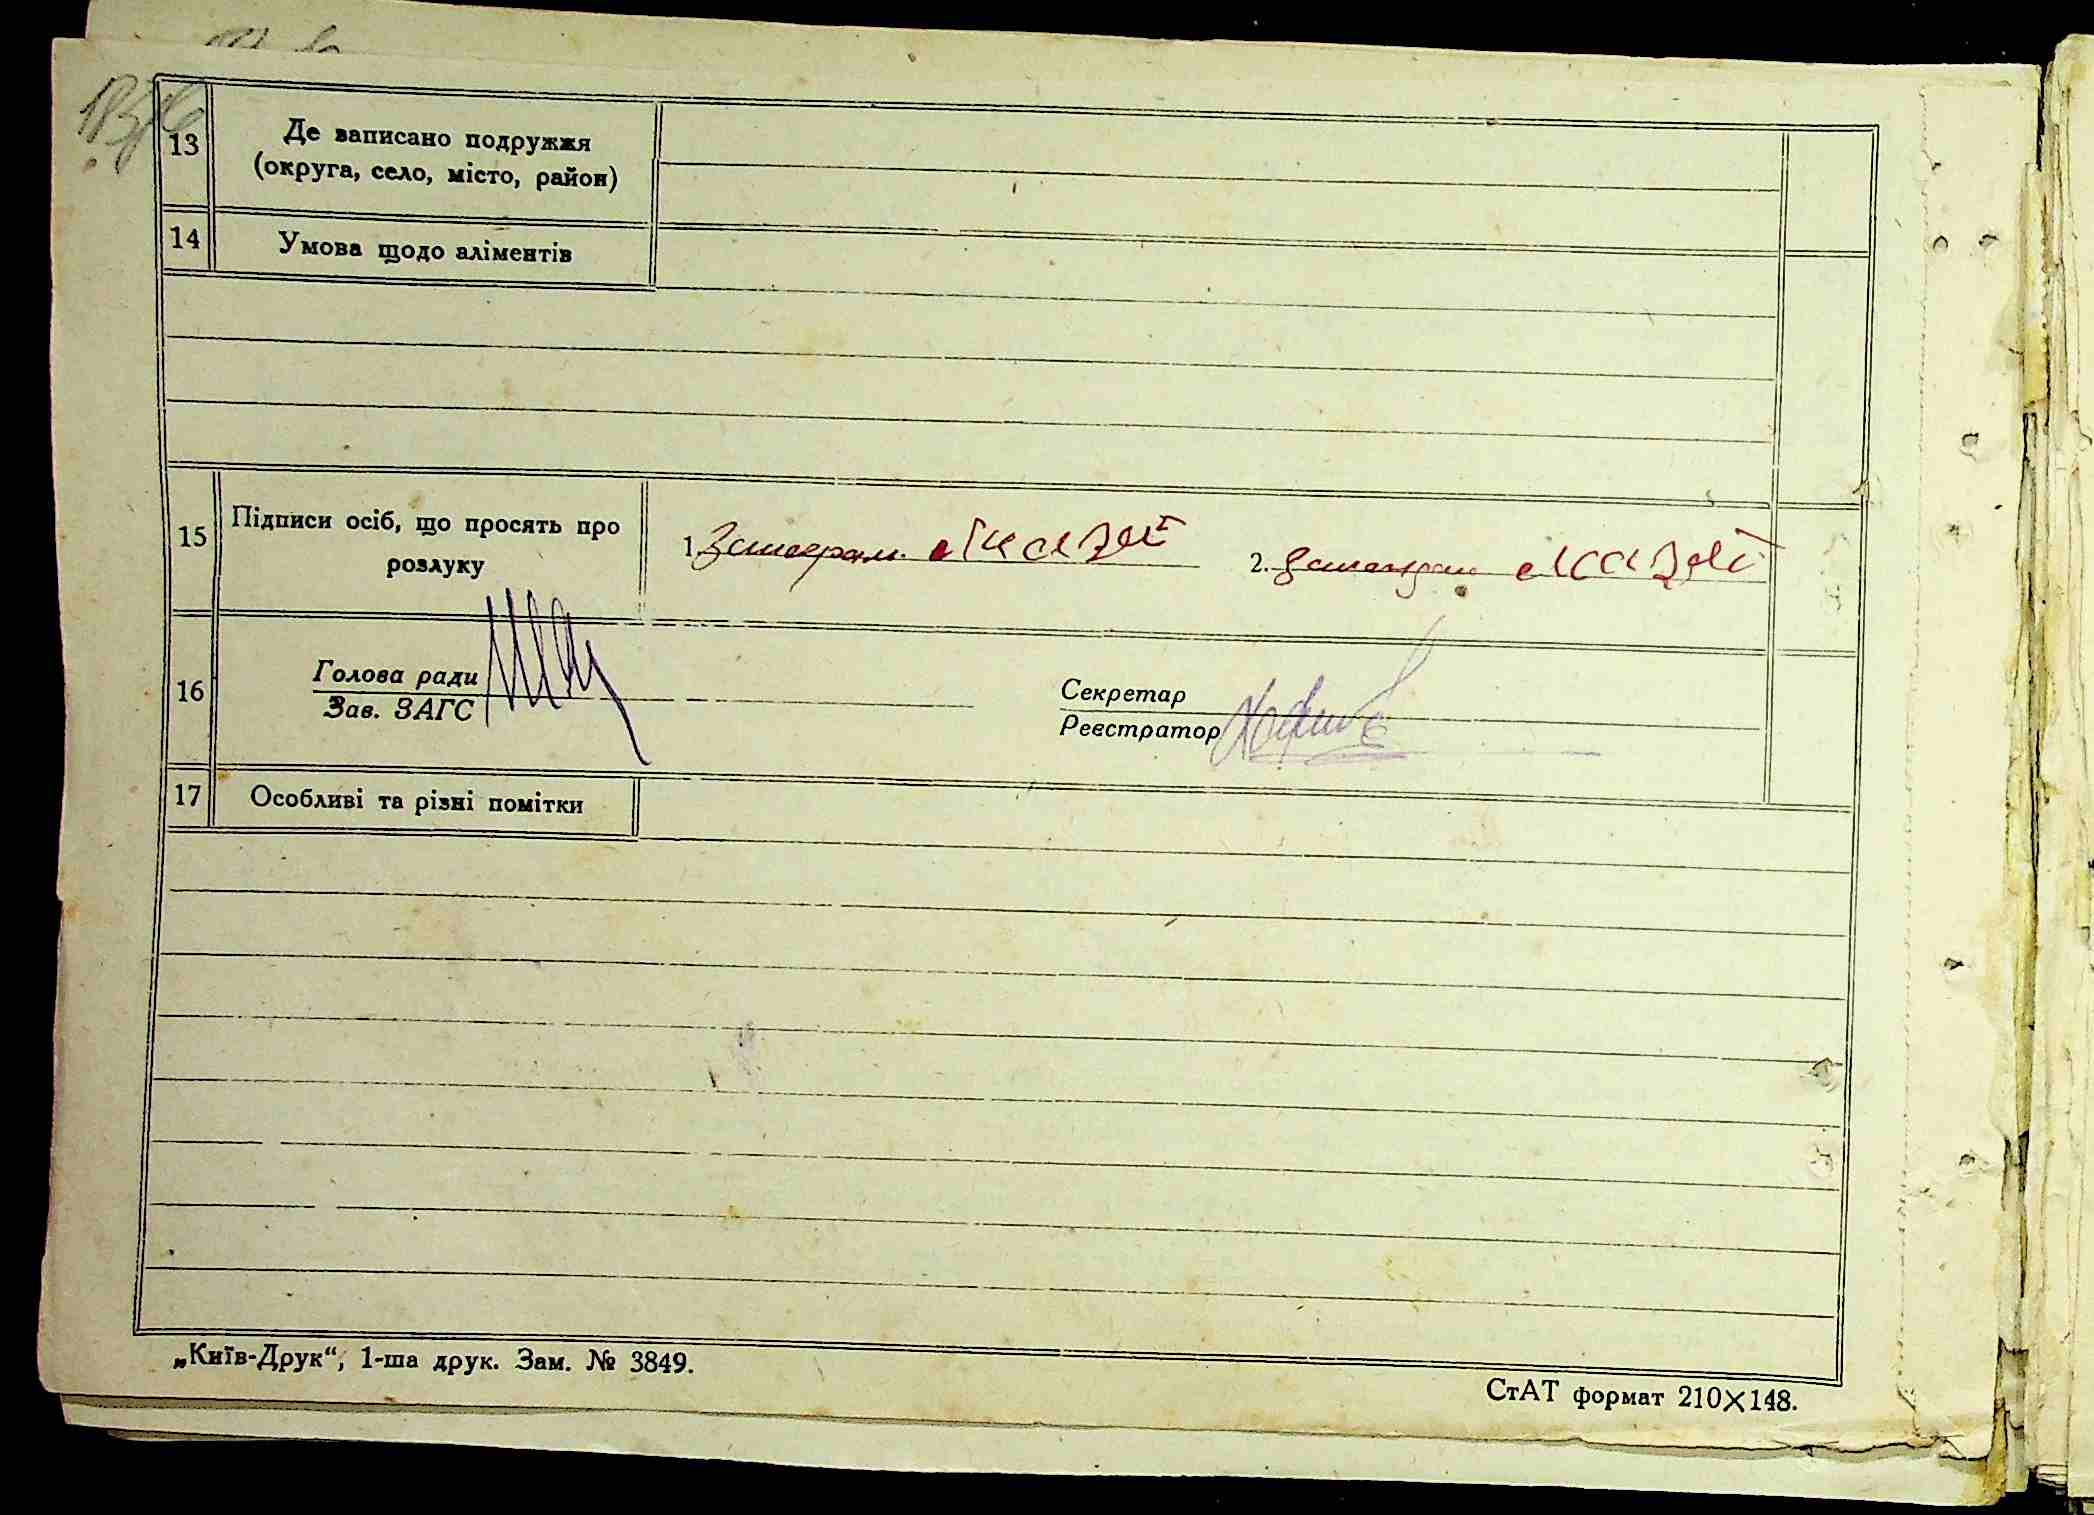 13
Де записано подружжя
(округа, село, місто, район)
14
Умова щодо аліментів
15
Підписи осіб, що просять про
розлуку
1.
2.
16
Голова ради
Зав. ЗАГС
Секретар
Реєстратор
17
Особливі та різні помітки
„Київ-Друк“, 1-ша друк. Зам. № 3849.
СтАТ формат 210×148.